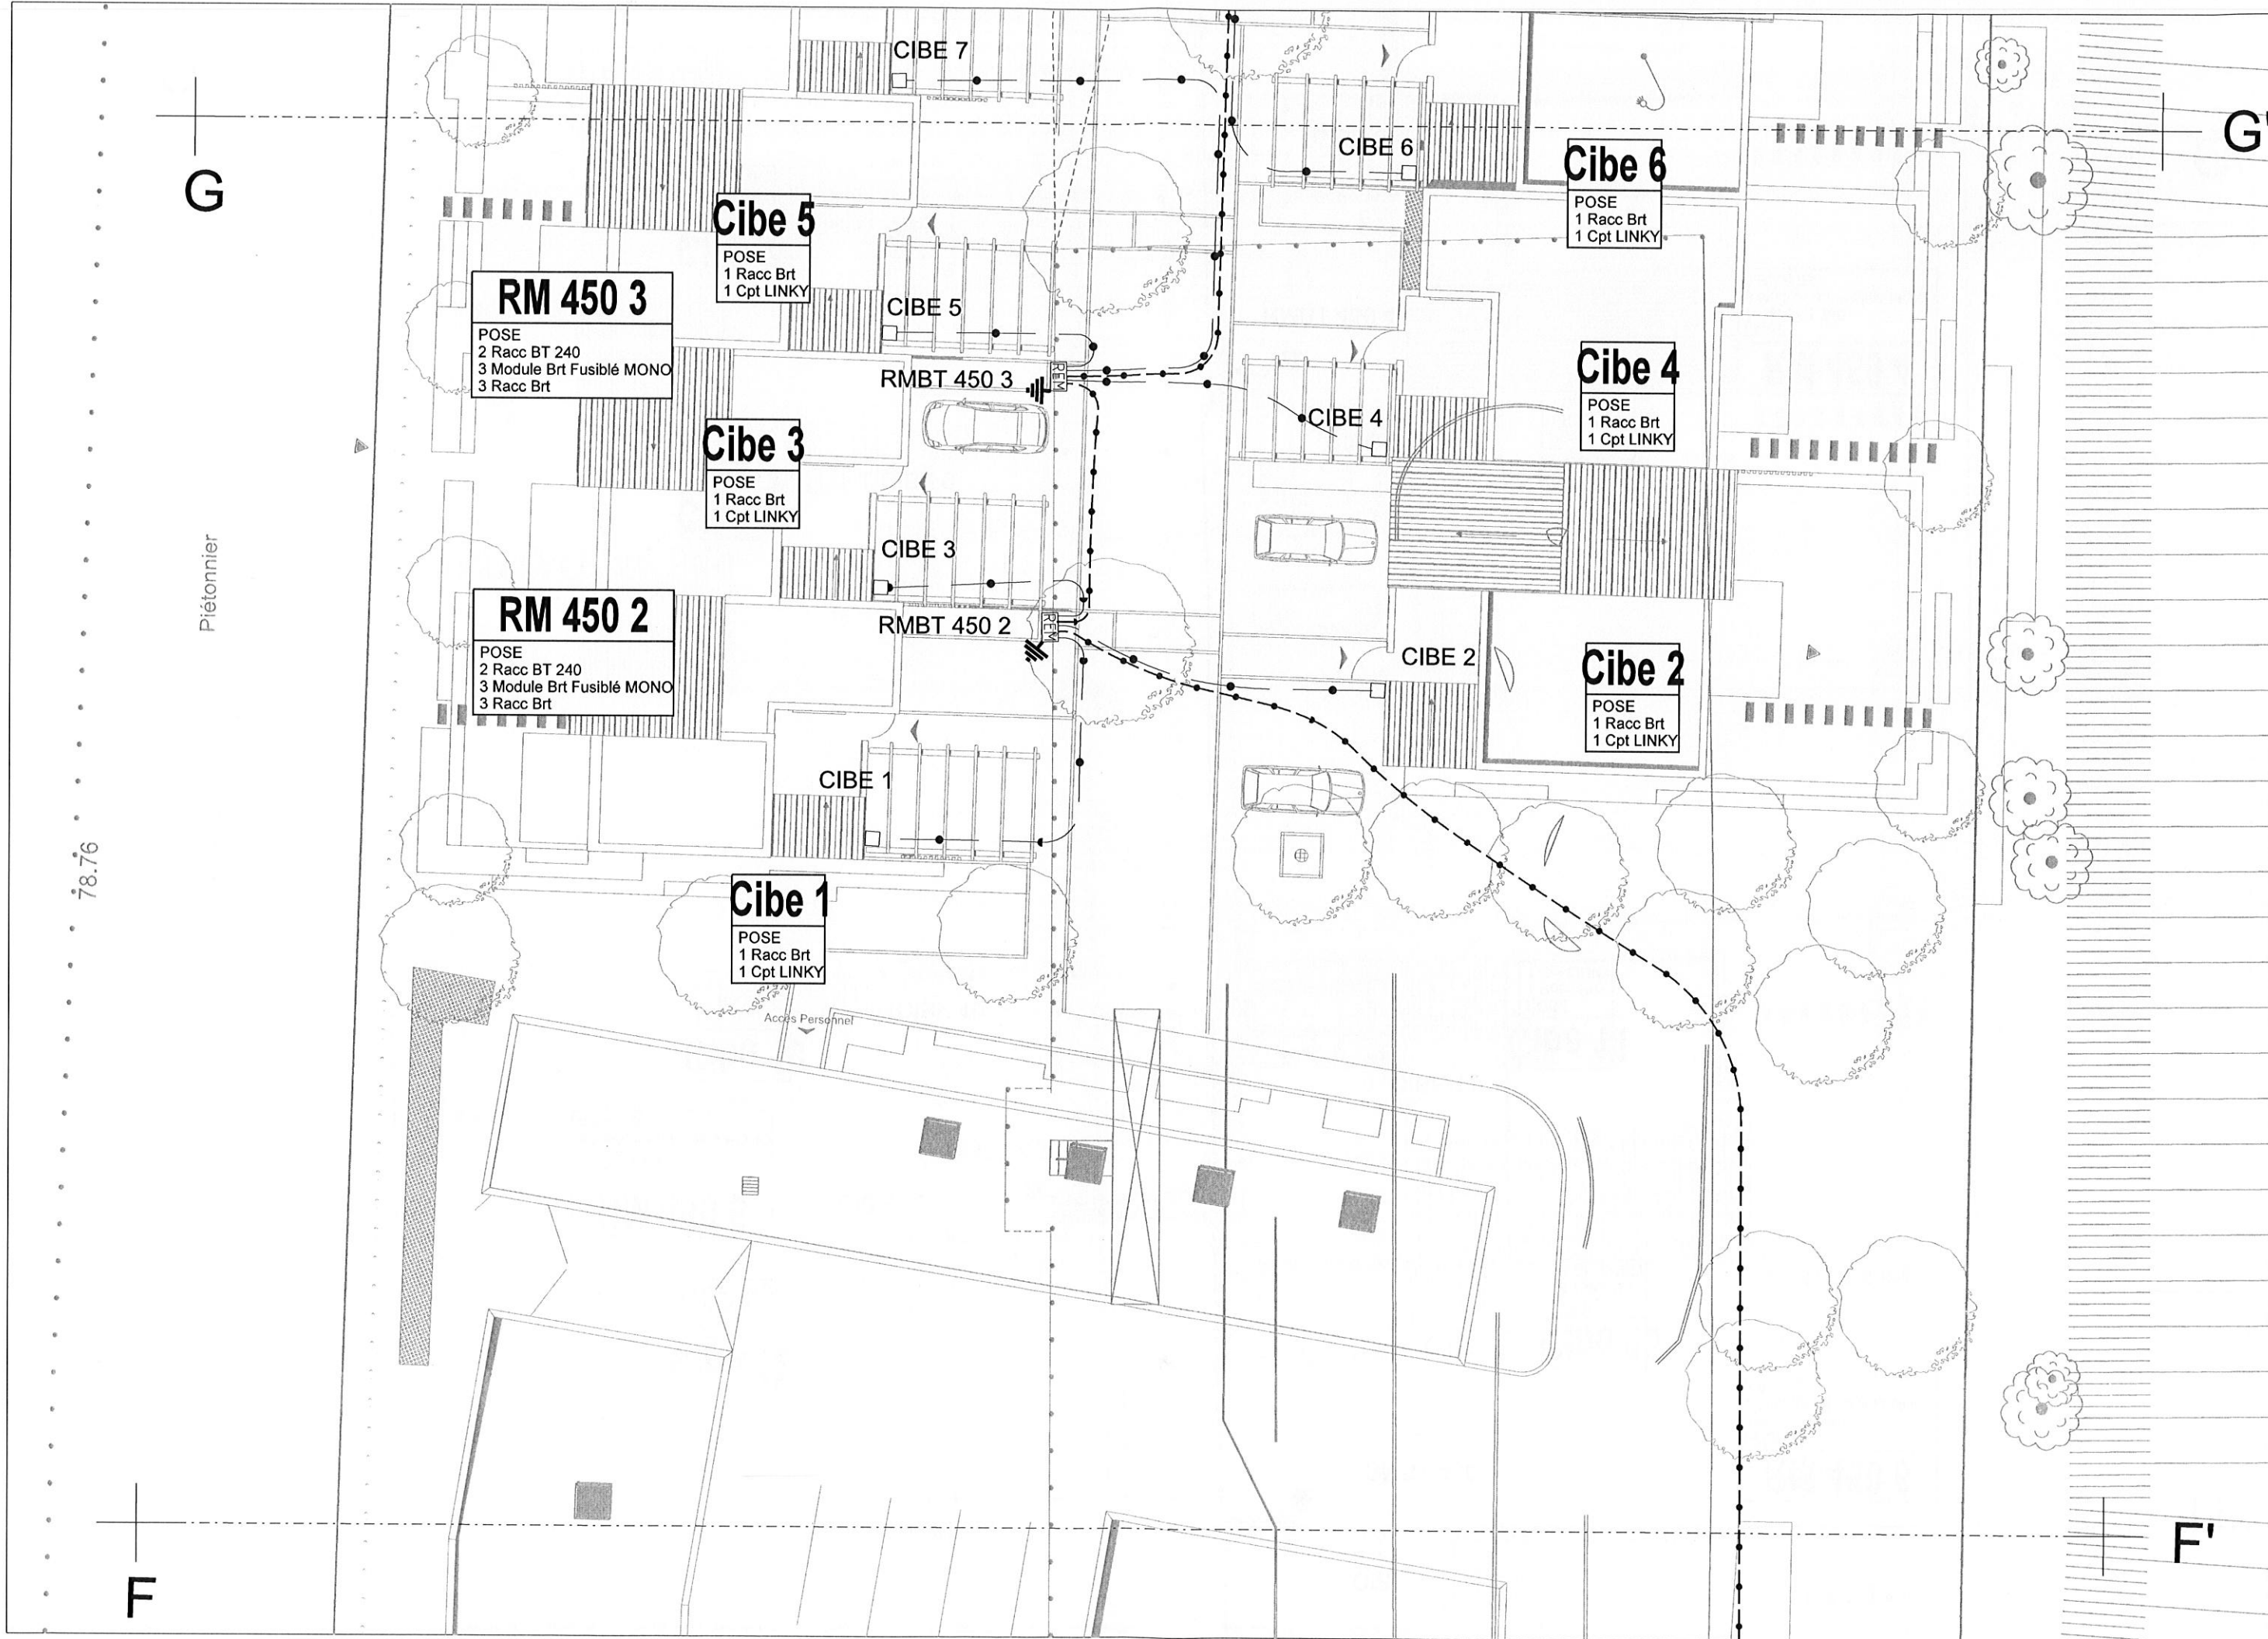 CIBE 7
G
G'
CIBE 6
Cibe 6
POSE
1 Racc Brt
1 Cpt LINKY
Cibe 5
POSE
1 Racc Brt
1 Cpt LINKY
RM 450 3
POSE
2 Racc BT 240
3 Module Brt Fusiblé MONO
3 Racc Brt
CIBE 5
RMBT 450 3
REM
Cibe 4
POSE
1 Racc Brt
1 Cpt LINKY
CIBE 4
Cibe 3
POSE
1 Racc Brt
1 Cpt LINKY
CIBE 3
Piétonnier
RM 450 2
POSE
2 Racc BT 240
3 Module Brt Fusiblé MONO
3 Racc Brt
RMBT 450 2
REM
CIBE 2
Cibe 2
POSE
1 Racc Brt
1 Cpt LINKY
CIBE 1
78.76
Cibe 1
POSE
1 Racc Brt
1 Cpt LINKY
Accès Personnel
F
F'